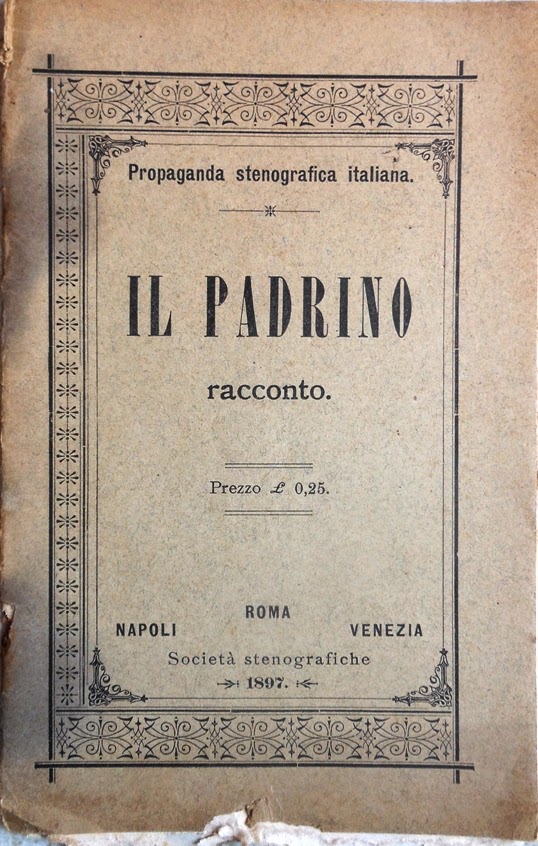 Propaganda stenografica italiana.
IL PADRINO
racconto.
Prezzo £ 0,25.
ROMA
NAPOLI VENEZIA
Società stenografiche
1897.